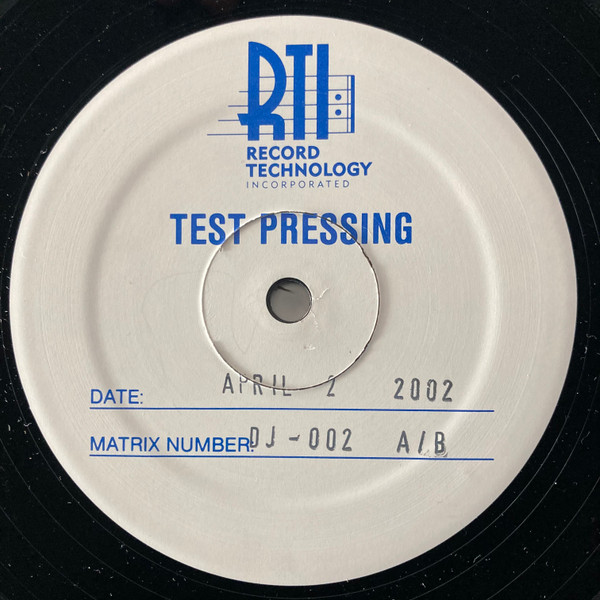 RTI
RECORD
TECHNOLOGY
INCORPORATED
TEST PRESSING
DATE: APRIL 2 2002
MATRIX NUMBER: DJ-002 A/B